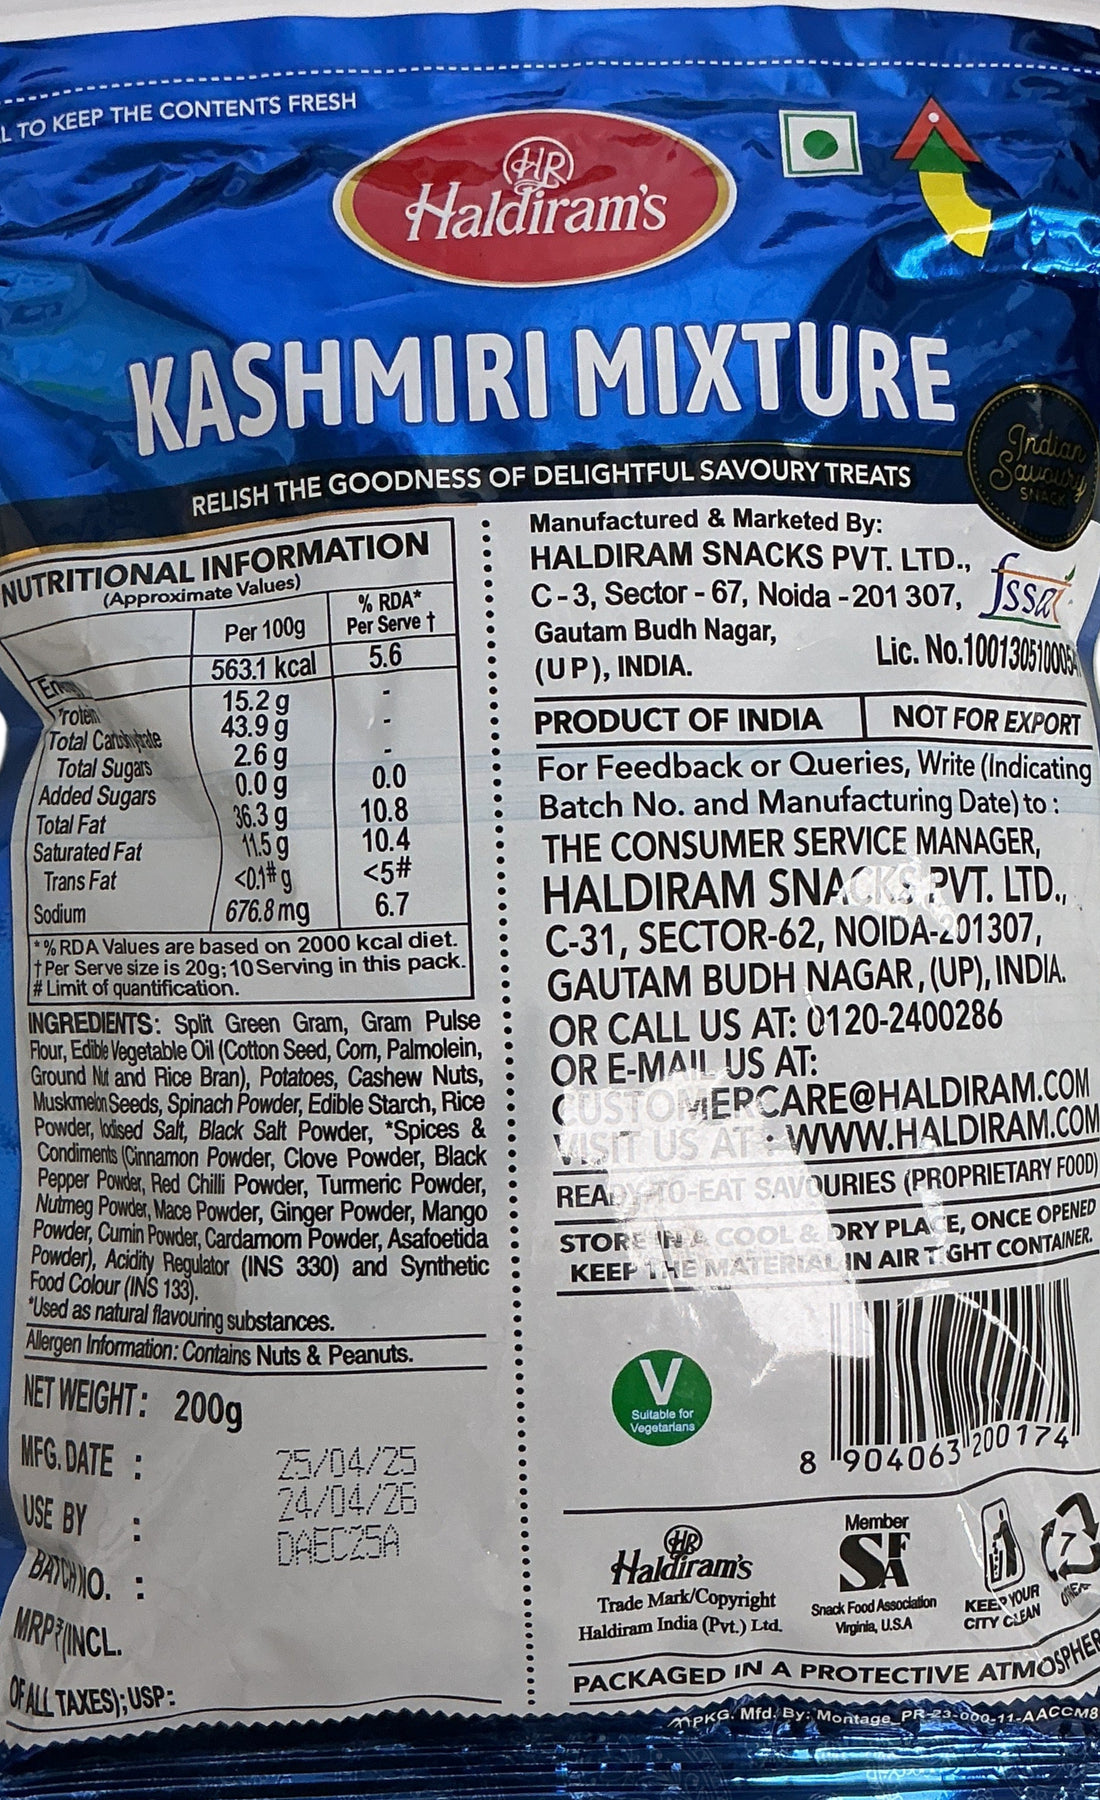 L TO KEEP THE CONTENTS FRESH
HR
Haldiram's
KASHMIRI MIXTURE
RELISH THE GOODNESS OF DELIGHTFUL SAVOURY TREATS
Indian
Savoury
SNACK
NUTRITIONAL INFORMATION
(Approximate Values)
Per 100g % RDA* Per Serve †
563.1 kcal 5.6
Protein 15.2 g -
Total Carbohydrate 43.9 g -
Total Sugars 2.6 g -
Added Sugars 0.0 g 0.0
Total Fat 36.3 g 10.8
Saturated Fat 11.5 g 10.4
Trans Fat <0.1# g <5#
Sodium 676.8 mg 6.7
*% RDA Values are based on 2000 kcal diet.
† Per Serve size is 20g; 10 Serving in this pack.
# Limit of quantification.
INGREDIENTS: Split Green Gram, Gram Pulse
Flour, Edible Vegetable Oil (Cotton Seed, Corn, Palmolein,
Ground Nut and Rice Bran), Potatoes, Cashew Nuts,
Muskmelon Seeds, Spinach Powder, Edible Starch, Rice
Powder, Iodised Salt, Black Salt Powder, *Spices &
Condiments (Cinnamon Powder, Clove Powder, Black
Pepper Powder, Red Chilli Powder, Turmeric Powder,
Nutmeg Powder, Mace Powder, Ginger Powder, Mango
Powder, Cumin Powder, Cardamom Powder, Asafoetida
Powder), Acidity Regulator (INS 330) and Synthetic
Food Colour (INS 133).
*Used as natural flavouring substances.
Allergen Information: Contains Nuts & Peanuts.
NET WEIGHT: 200g
MFG. DATE : 25/04/25
USE BY : 24/04/26
BATCH NO. : DAEC25A
MRP ₹ (INCL.
OF ALL TAXES); USP:
Manufactured & Marketed By:
HALDIRAM SNACKS PVT. LTD.,
C-3, Sector - 67, Noida -201 307,
Gautam Budh Nagar,
(UP), INDIA.
fssai
Lic. No.10013051000
PRODUCT OF INDIA NOT FOR EXPORT
For Feedback or Queries, Write (Indicating
Batch No. and Manufacturing Date) to :
THE CONSUMER SERVICE MANAGER,
HALDIRAM SNACKS PVT. LTD.,
C-31, SECTOR-62, NOIDA-201307,
GAUTAM BUDH NAGAR, (UP), INDIA.
OR CALL US AT: 0120-2400286
OR E-MAIL US AT:
CUSTOMERCARE@HALDIRAM.COM
VISIT US AT : WWW.HALDIRAM.COM
READY-TO-EAT SAVOURIES (PROPRIETARY FOOD)
STORE IN A COOL & DRY PLACE, ONCE OPENED
KEEP THE MATERIAL IN AIR TIGHT CONTAINER.
V
Suitable for
Vegetarians
8 904063 200174
HR
Haldiram's
Trade Mark/Copyright
Haldiram India (Pvt.) Ltd.
Member
SFA
Snack Food Association
Virginia, U.S.A
KEEP YOUR
CITY CLEAN
7
PACKAGED IN A PROTECTIVE ATMOSPHER
PKG. Mfd. By: Montage_PR-23-000-11-AACCM8